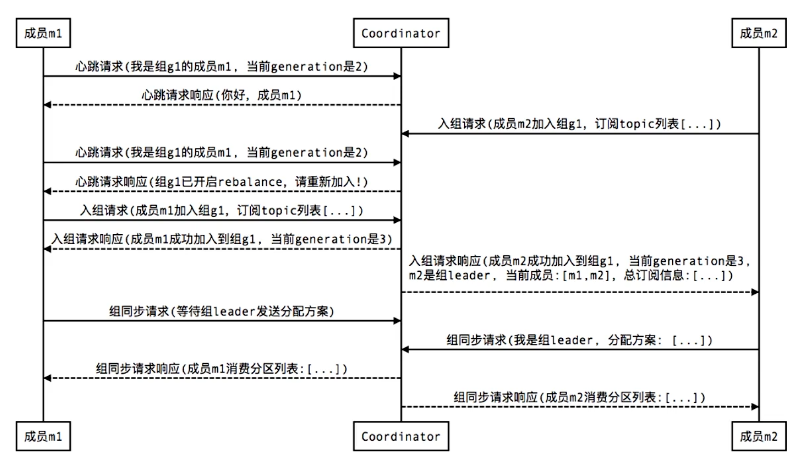 成员m1
Coordinator
成员m2
心跳请求(我是组g1的成员m1, 当前generation是2)
心跳请求响应(你好, 成员m1)
入组请求(成员m2加入组g1, 订阅topic列表[...])
心跳请求(我是组g1的成员m1, 当前generation是2)
心跳请求响应(组g1已开启rebalance, 请重新加入!)
入组请求(成员m1加入组g1, 订阅topic列表[...])
入组请求响应(成员m1成功加入到组g1, 当前generation是3)
入组请求响应(成员m2成功加入到组g1, 当前generation是3,
m2是组leader, 当前成员:[m1,m2], 总订阅信息:[...])
组同步请求(等待组leader发送分配方案)
组同步请求(我是组leader, 分配方案: [...])
组同步请求响应(成员m1消费分区列表:[...])
组同步请求响应(成员m2消费分区列表:[...])
成员m1
Coordinator
成员m2